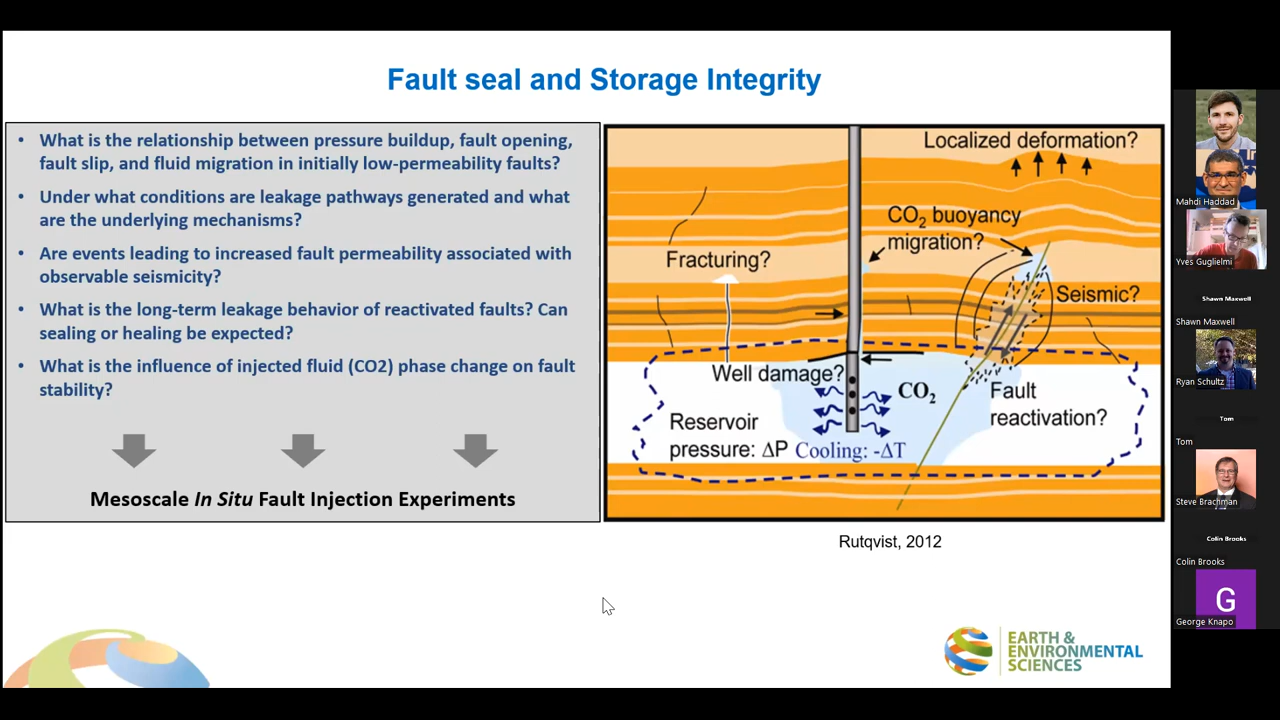 Fault seal and Storage Integrity
• What is the relationship between pressure buildup, fault opening,
fault slip, and fluid migration in initially low-permeability faults?
• Under what conditions are leakage pathways generated and what
are the underlying mechanisms?
• Are events leading to increased fault permeability associated with
observable seismicity?
• What is the long-term leakage behavior of reactivated faults? Can
sealing or healing be expected?
• What is the influence of injected fluid (CO2) phase change on fault
stability?
Mesoscale In Situ Fault Injection Experiments
Localized deformation?
CO₂ buoyancy
migration?
Fracturing?
Seismic?
Well damage?
CO₂
Fault
reactivation?
Reservoir
pressure: ΔP
Cooling: -ΔT
Rutqvist, 2012
EARTH &
ENVIRONMENTAL
SCIENCES
Mahdi Haddad
Yves Guglielmi
Shawn Maxwell
Shawn Maxwell
Ryan Schultz
Tom
Tom
Steve Brachman
Colin Brooks
Colin Brooks
G
George Knapo